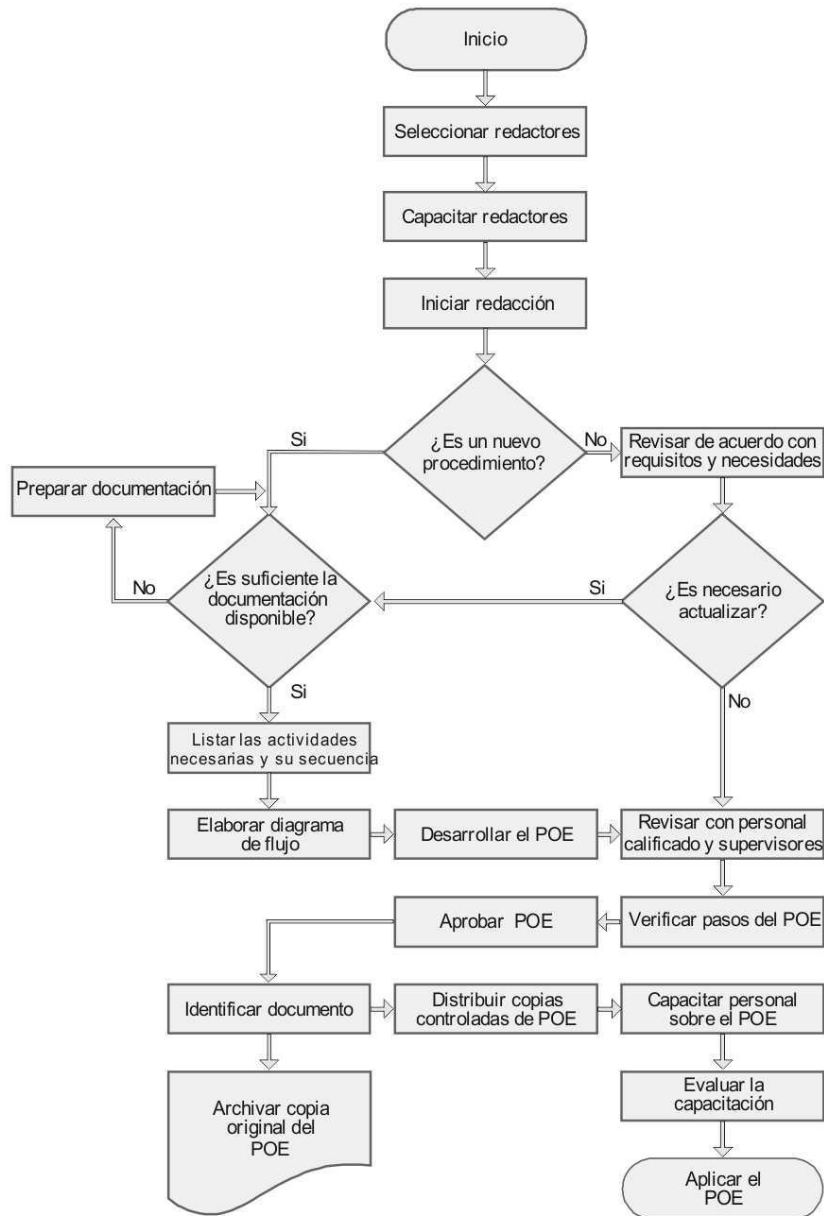 Inicio
Seleccionar redactores
Capacitar redactores
Iniciar redacción
¿Es un nuevo
procedimiento?
Si
No
Revisar de acuerdo con
requisitos y necesidades
Preparar documentación
¿Es suficiente la
documentación
disponible?
No
Si
¿Es necesario
actualizar?
Si
No
Listar las actividades
necesarias y su secuencia
Elaborar diagrama
de flujo
Desarrollar el POE
Revisar con personal
calificado y supervisores
Aprobar POE
Verificar pasos del POE
Identificar documento
Distribuir copias
controladas de POE
Capacitar personal
sobre el POE
Archivar copia
original del
POE
Evaluar la
capacitación
Aplicar el
POE